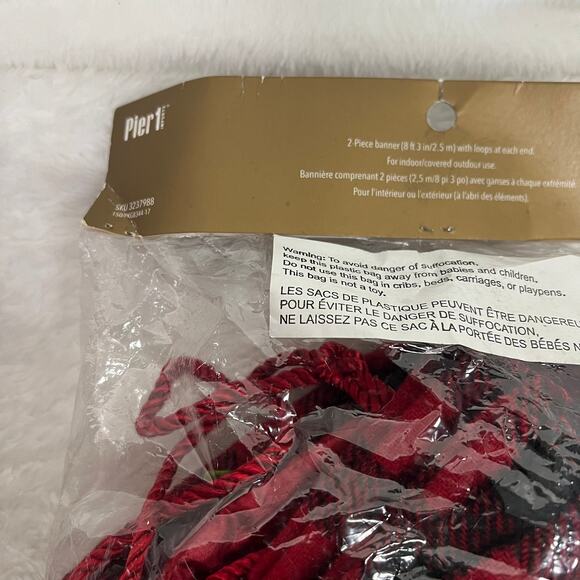 Pier 1
IMPORTS
2-Piece banner (8 ft 3 in/2.5 m) with loops at each end.
For indoor/covered outdoor use.
Bannière comprenant 2 pièces (2,5 m/8 pi 3 po) avec ganses à chaque extrémité.
Pour l'intérieur ou l'extérieur (à l'abri des éléments).
SKU 3237988
Warning: To avoid danger of suffocation,
keep this plastic bag away from babies and children.
Do not use this bag in cribs, beds, carriages, or playpens.
This bag is not a toy.
LES SACS DE PLASTIQUE PEUVENT ÊTRE DANGERE
POUR ÉVITER LE DANGER DE SUFFOCATION,
NE LAISSEZ PAS CE SAC À LA PORTÉE DES BÉBÉS N